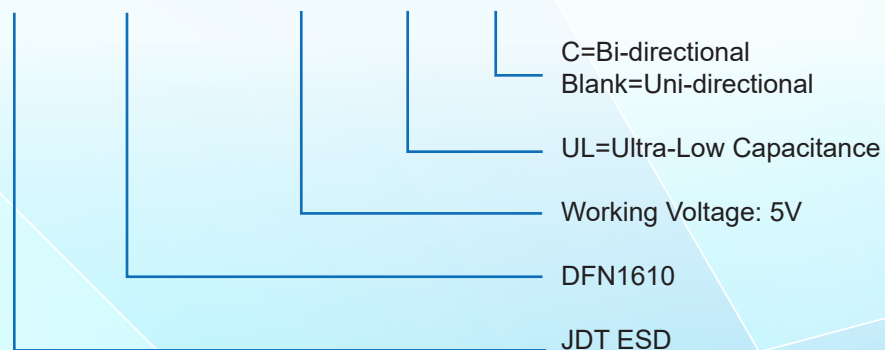 C=Bi-directional
Blank=Uni-directional
UL=Ultra-Low Capacitance
Working Voltage: 5V
DFN1610
JDT ESD